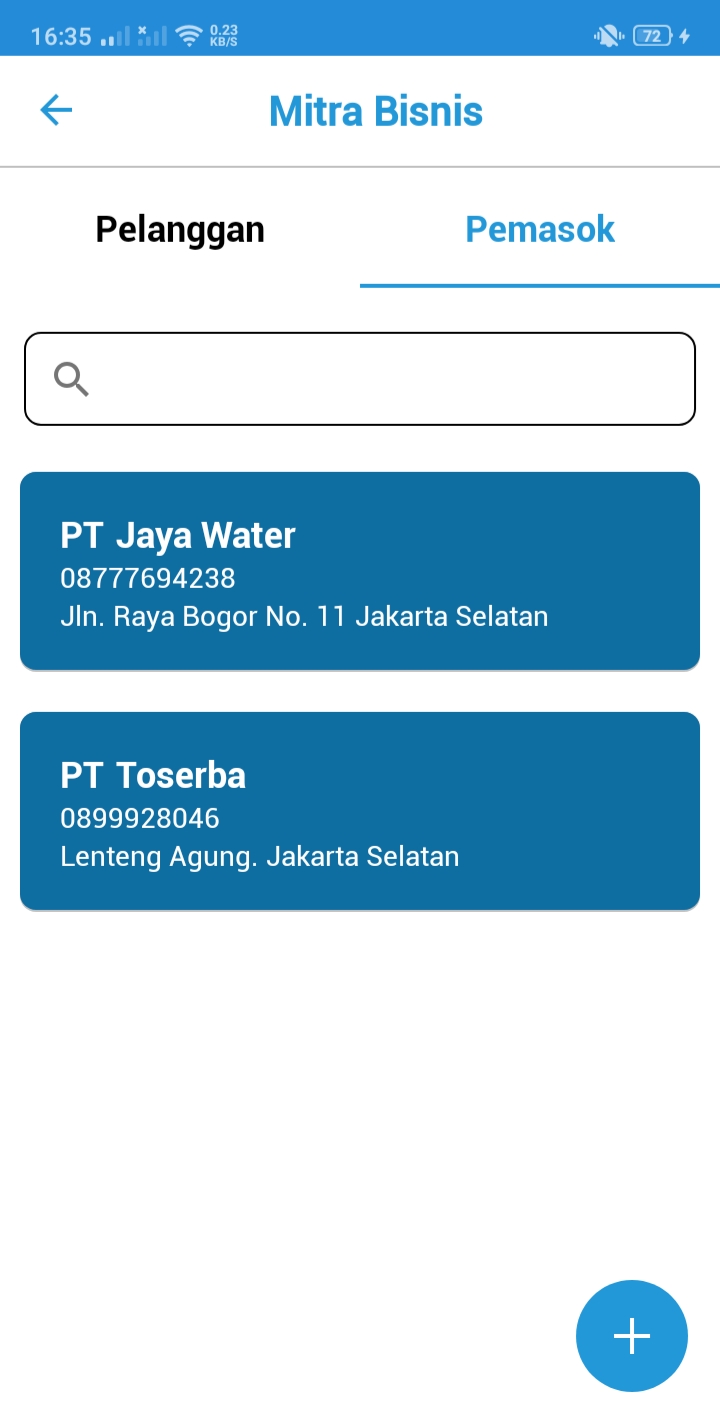 16:35 0.23 KB/S 72
Mitra Bisnis
Pelanggan Pemasok
PT Jaya Water
08777694238
Jln. Raya Bogor No. 11 Jakarta Selatan
PT Toserba
0899928046
Lenteng Agung. Jakarta Selatan